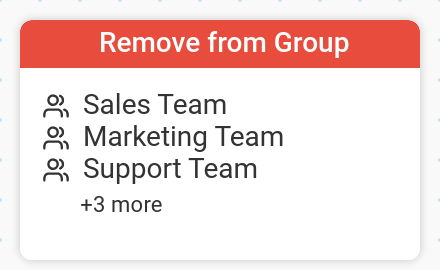 Remove from Group
Sales Team
Marketing Team
Support Team
+3 more